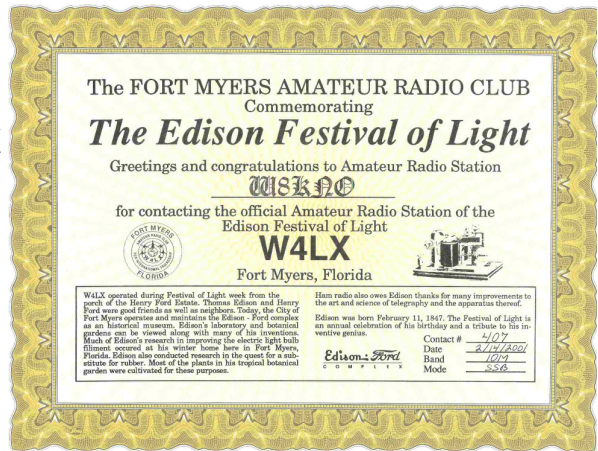 The FORT MYERS AMATEUR RADIO CLUB
Commemorating
The Edison Festival of Light
Greetings and congratulations to Amateur Radio Station
W8KNO
for contacting the official Amateur Radio Station of the
Edison Festival of Light
W4LX
Fort Myers, Florida
FORT MYERS
W4LX
FLORIDA
W4LX operated during Festival of Light week from the
porch of the Henry Ford Estate. Thomas Edison and Henry
Ford were good friends as well as neighbors. Today, the City of
Fort Myers operates and maintains the Edison - Ford complex
as an historical museum. Edison's laboratory and botanical
gardens can be viewed along with many of his inventions.
Much of Edison's research in improving the electric light bulb
filiment occured at his winter home here in Fort Myers,
Florida. Edison also conducted research in the quest for a sub-
stitute for rubber. Most of the plants in his tropical botanical
garden were cultivated for these purposes.
Ham radio also owes Edison thanks for many improvements to
the art and science of telegraphy and the apparatus thereof.
Edison was born February 11, 1847. The Festival of Light is
an annual celebration of his birthday and a tribute to his in-
ventive genius.
Edison Ford
COMPLEX
Contact # 407
Date 2/14/2001
Band 10M
Mode SSB